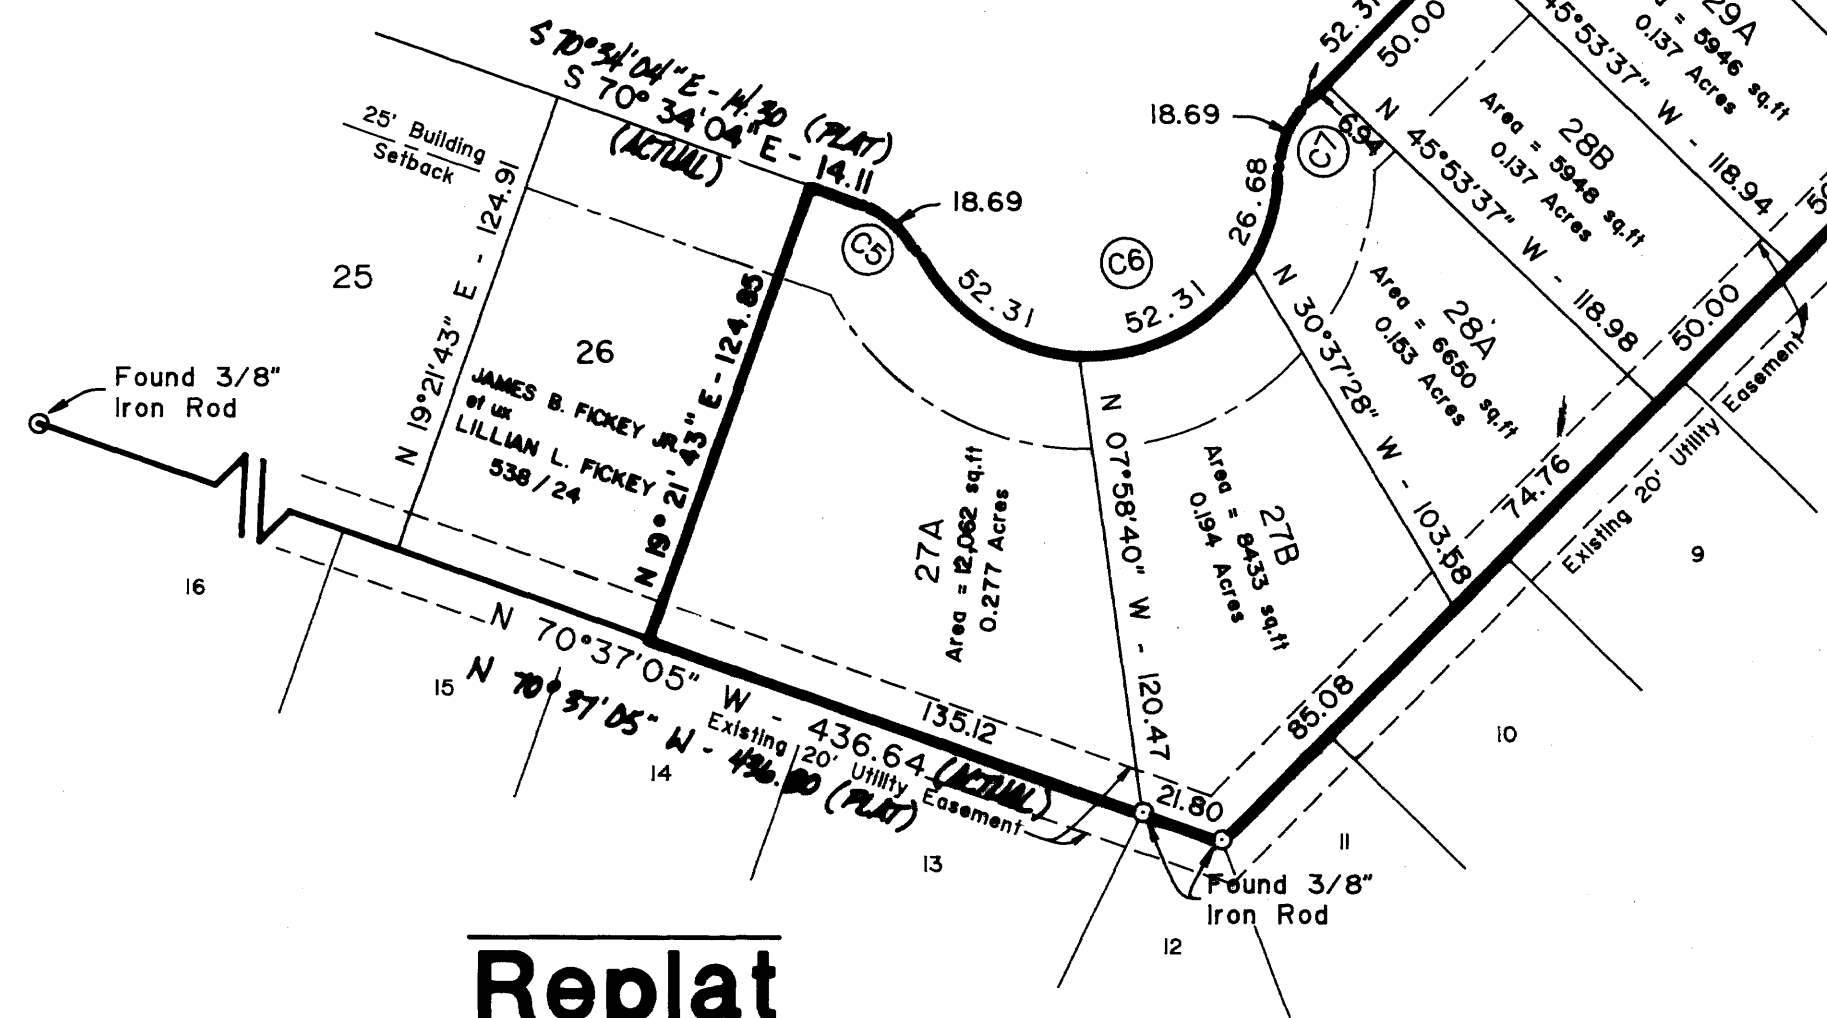 S 70°34'04" E - 14.30 (PLAT)
S 70° 34'04" E - 14.11
(ACTUAL)
25' Building
Setback
N 19°21'43" E - 124.91
25
26
JAMES B. FICKEY JR.
et ux
LILLIAN L. FICKEY
538/24
N 19° 21' 43" E - 124.85
Found 3/8"
Iron Rod
18.69
C5
52.31
C6
52.31
26.68
18.69
C7
6.94
52.31
50.00
N 45°53'37" W - 118.98
45°53'37" W - 118.94
29A
= 5946 sq.ft
0.137 Acres
28B
Area = 5948 sq.ft
0.137 Acres
28A
Area = 6650 sq.ft
0.153 Acres
N 30°37'28" W - 103.58
27B
Area = 8433 sq.ft
0.194 Acres
N 07°58'40" W - 120.47
27A
Area = 12,062 sq.ft
0.277 Acres
50.00
74.76
85.08
Existing 20' Utility Easement
9
10
11
12
13
14
15
16
N 70°37'05" W - 436.64 (ACTUAL)
N 70°37'05" W - (PLAT)
135.12
21.80
Existing 20' Utility Easement
Found 3/8"
Iron Rod
Replat